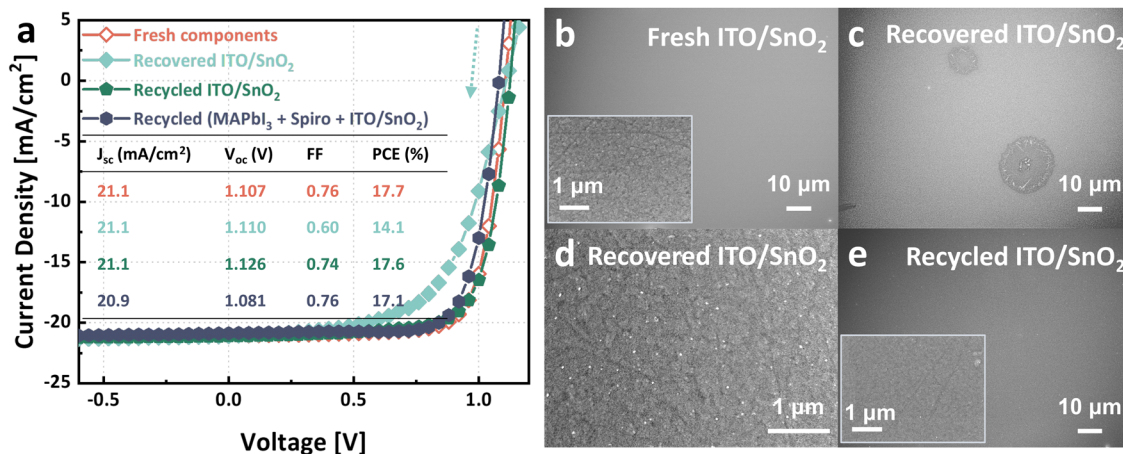 a
5
0
-5
-10
-15
-20
-25
Current Density [mA/cm²]
Fresh components
Recovered ITO/SnO₂
Recycled ITO/SnO₂
Recycled (MAPbI₃ + Spiro + ITO/SnO₂)
J_sc (mA/cm²) V_oc (V) FF PCE (%)
21.1 1.107 0.76 17.7
21.1 1.110 0.60 14.1
21.1 1.126 0.74 17.6
20.9 1.081 0.76 17.1
-0.5 0.0 0.5 1.0
Voltage [V]
b Fresh ITO/SnO₂
1 µm
10 µm
c Recovered ITO/SnO₂
10 µm
d Recovered ITO/SnO₂
1 µm
e Recycled ITO/SnO₂
1 µm
10 µm